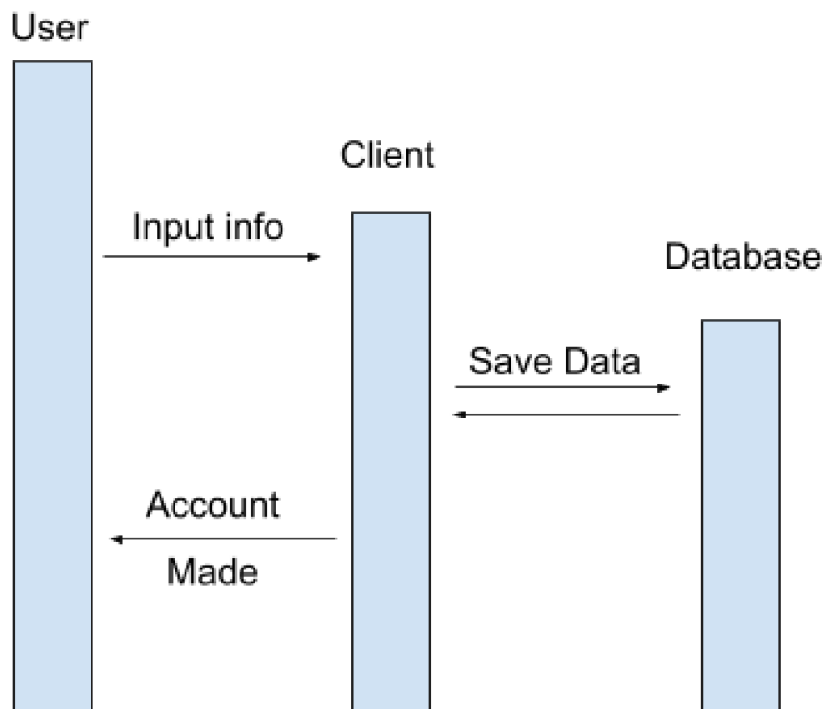 User
Client
Input info
Database
Save Data
Account
Made